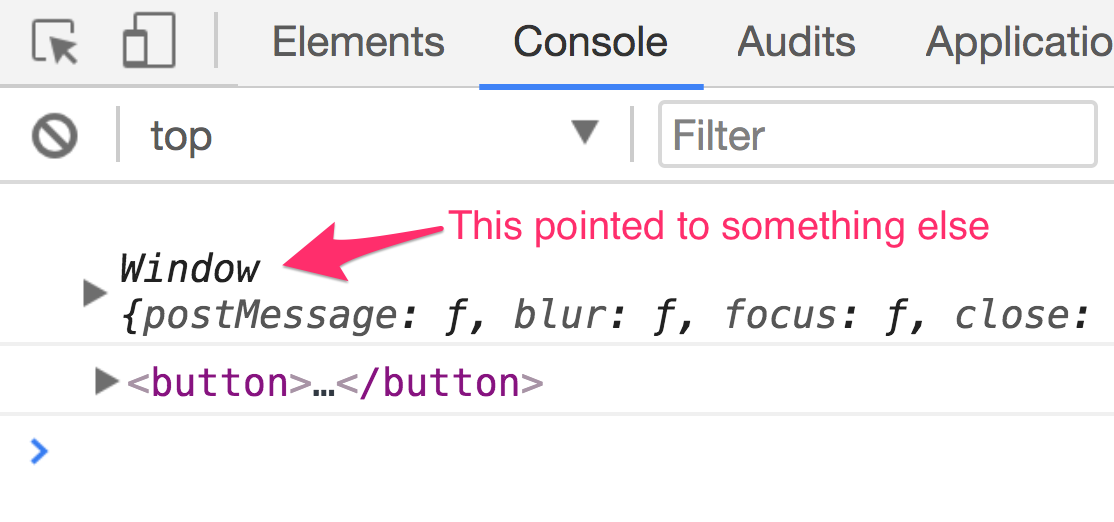 Elements Console Audits Applicatio
top Filter
This pointed to something else
Window
{postMessage: ƒ, blur: ƒ, focus: ƒ, close:
<button>…</button>